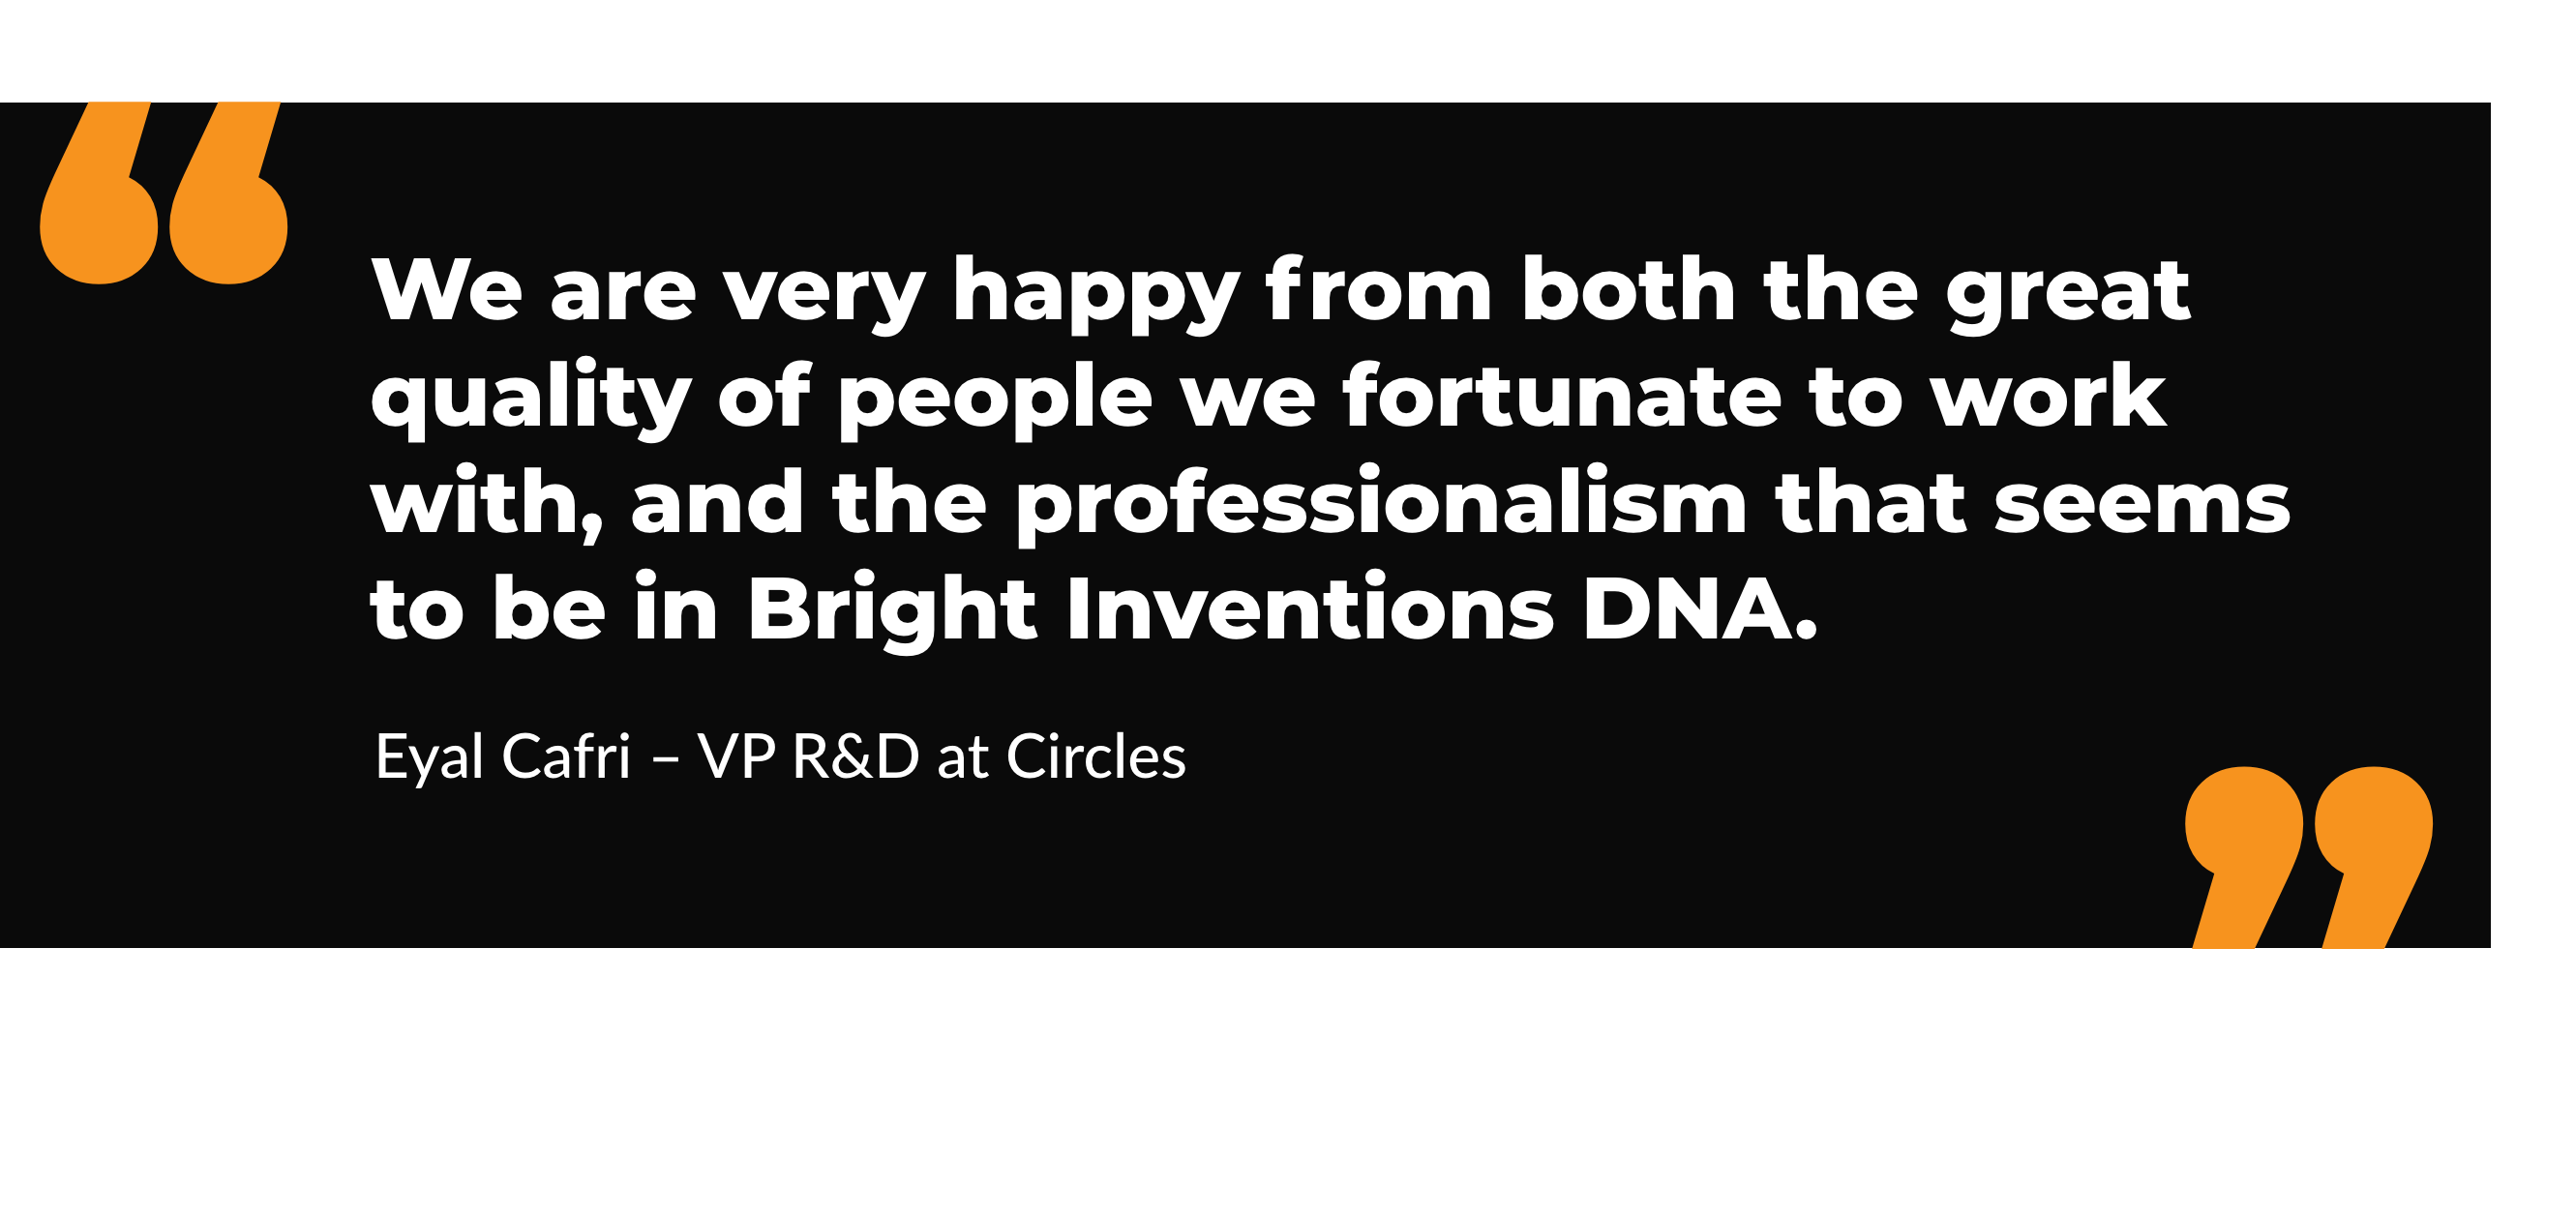 We are very happy from both the great
quality of people we fortunate to work
with, and the professionalism that seems
to be in Bright Inventions DNA.
Eyal Cafri – VP R&D at Circles